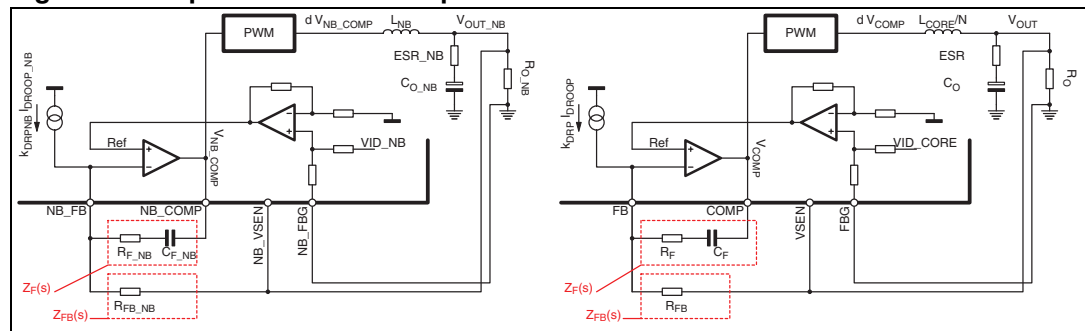 PWM
d V_NB_COMP
L_NB
V_OUT_NB
ESR_NB
C_O_NB
R_O_NB
k_DRPNB I_DROOP_NB
Ref
V_NB_COMP
VID_NB
NB_FB
NB_COMP
NB_VSEN
NB_FBG
R_F_NB
C_F_NB
Z_F(s)
R_FB_NB
Z_FB(s)
PWM
d V_COMP
L_CORE/N
V_OUT
ESR
C_O
R_O
k_DRP I_DROOP
Ref
V_COMP
VID_CORE
FB
COMP
VSEN
FBG
R_F
C_F
Z_F(s)
R_FB
Z_FB(s)